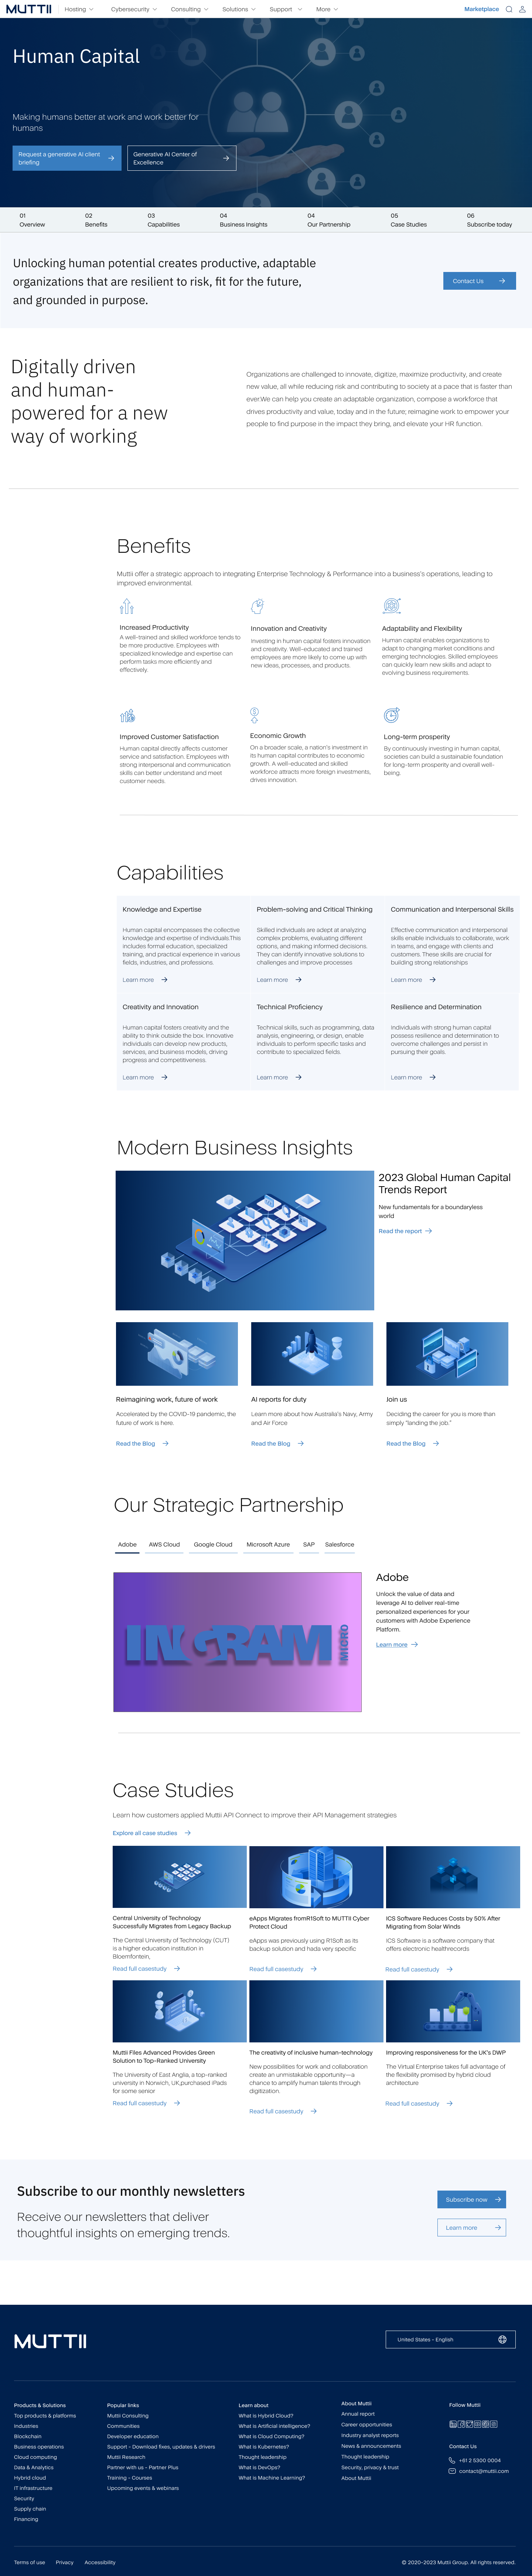 MUTTII
Hosting
Cybersecurity
Consulting
Solutions
Support
More
Marketplace
Human Capital
Making humans better at work and work better for
humans
Request a generative AI client
briefing
Generative AI Center of
Excellence
01
Overview
02
Benefits
03
Capabilities
04
Business Insights
04
Our Partnership
05
Case Studies
06
Subscribe today
Unlocking human potential creates productive, adaptable
organizations that are resilient to risk, fit for the future,
and grounded in purpose.
Contact Us
Digitally driven
and human-
powered for a new
way of working
Organizations are challenged to innovate, digitize, maximize productivity, and create
new value, all while reducing risk and contributing to society at a pace that is faster than
ever.We can help you create an adaptable organization, compose a workforce that
drives productivity and value, today and in the future; reimagine work to empower your
people to find purpose in the impact they bring, and elevate your HR function.
Benefits
Muttii offer a strategic approach to integrating Enterprise Technology & Performance into a business's operations, leading to
improved environmental
Increased Productivity
A well-trained and skilled workforce tends to
be more productive. Employees with
specialized knowledge and expertise can
perform tasks more efficiently and
effectively.
Innovation and Creativity
Investing in human capital fosters innovation
and creativity. Well-educated and trained
employees are more likely to come up with
new ideas, processes, and products.
Adaptability and Flexibility
Human capital enables organizations to
adapt to changing market conditions and
emerging technologies. Skilled employees
can quickly learn new skills and adapt to
evolving business requirements.
Improved Customer Satisfaction
Human capital directly affects customer
service and satisfaction. Employees with
strong interpersonal and communication
skills can better understand and meet
customer needs.
Economic Growth
On a broader scale, a nation's investment in
its human capital contributes to economic
growth. A well-educated and skilled
workforce attracts more foreign investments,
drives innovation.
Long-term prosperity
By continuously investing in human capital,
societies can build a sustainable foundation
for long-term prosperity and overall well-
being.
Capabilities
Knowledge and Expertise
Human capital encompasses the collective
knowledge and expertise of individuals.This
includes formal education, specialized
training, and practical experience in various
fields, industries, and professions.
Learn more
Problem-solving and Critical Thinking
Skilled individuals are adept at analyzing
complex problems, evaluating different
options, and making informed decisions.
They can identify innovative solutions to
challenges and improve processes
Learn more
Communication and Interpersonal Skills
Effective communication and interpersonal
skills enable individuals to collaborate, work
in teams, and engage with clients and
customers. These skills are crucial for
building strong relationships
Learn more
Creativity and Innovation
Human capital fosters creativity and the
ability to think outside the box. Innovative
individuals can develop new products,
services, and business models, driving
progress and competitiveness.
Learn more
Technical Proficiency
Technical skills, such as programming, data
analysis, engineering, or design, enable
individuals to perform specific tasks and
contribute to specialized fields.
Learn more
Resilience and Determination
Individuals with strong human capital
possess resilience and determination to
overcome challenges and persist in
pursuing their goals.
Learn more
Modern Business Insights
2023 Global Human Capital
Trends Report
New fundamentals for a boundaryless
world
Read the report
Reimagining work, future of work
Accelerated by the COVID-19 pandemic, the
future of work is here.
Read the Blog
AI reports for duty
Learn more about how Australia's Navy, Army
and Air Force
Read the Blog
Join us
Deciding the career for you is more than
simply "landing the job."
Read the Blog
Our Strategic Partnership
Adobe
AWS Cloud
Google Cloud
Microsoft Azure
SAP
Salesforce
INGRAM MICRO
Adobe
Unlock the value of data and
leverage AI to deliver real-time
personalized experiences for your
customers with Adobe Experience
Platform.
Learn more
Case Studies
Learn how customers applied Muttii API Connect to improve their API Management strategies
Explore all case studies
Central University of Technology
Successfully Migrates from Legacy Backup
The Central University of Technology (CUT)
is a higher education institution in
Bloemfontein,
Read full casestudy
eApps Migrates fromR1Soft to MUTTII Cyber
Protect Cloud
eApps was previously using R1Soft as its
backup solution and hada very specific
Read full casestudy
ICS Software Reduces Costs by 50% After
Migrating from Solar Winds
ICS Software is a software company that
offers electronic healthrecords
Read full casestudy
Muttii Files Advanced Provides Green
Solution to Top-Ranked University
The University of East Anglia, a top-ranked
university in Norwich, UK,purchased iPads
for some senior
Read full casestudy
The creativity of inclusive human-technology
New possibilities for work and collaboration
create an unmistakable opportunity—a
chance to amplify human talents through
digitization.
Read full casestudy
Improving responsiveness for the UK's DWP
The Virtual Enterprise takes full advantage of
the flexibility promised by hybrid cloud
architecture
Read full casestudy
Subscribe to our monthly newsletters
Receive our newsletters that deliver
thoughtful insights on emerging trends.
Subscribe now
Learn more
MUTTII
United States - English
Products & Solutions
Top products & platforms
Industries
Blockchain
Business operations
Cloud computing
Data & Analytics
Hybrid cloud
IT infrastructure
Security
Supply chain
Financing
Popular links
Muttii Consulting
Communities
Developer education
Support - Download fixes, updates & drivers
Muttii Research
Partner with us - Partner Plus
Training - Courses
Upcoming events & webinars
Learn about
What is Hybrid Cloud?
What is Artificial intelligence?
What is Cloud Computing?
What is Kubernetes?
Thought leadership
What is DevOps?
What is Machine Learning?
About Muttii
Annual report
Career opportunities
Industry analyst reports
News & announcements
Thought leadership
Security, privacy & trust
About Muttii
Follow Muttii
Contact Us
+61 2 5300 0004
contact@muttii.com
Terms of use
Privacy
Accessibility
© 2020-2023 Muttii Group. All rights reserved.